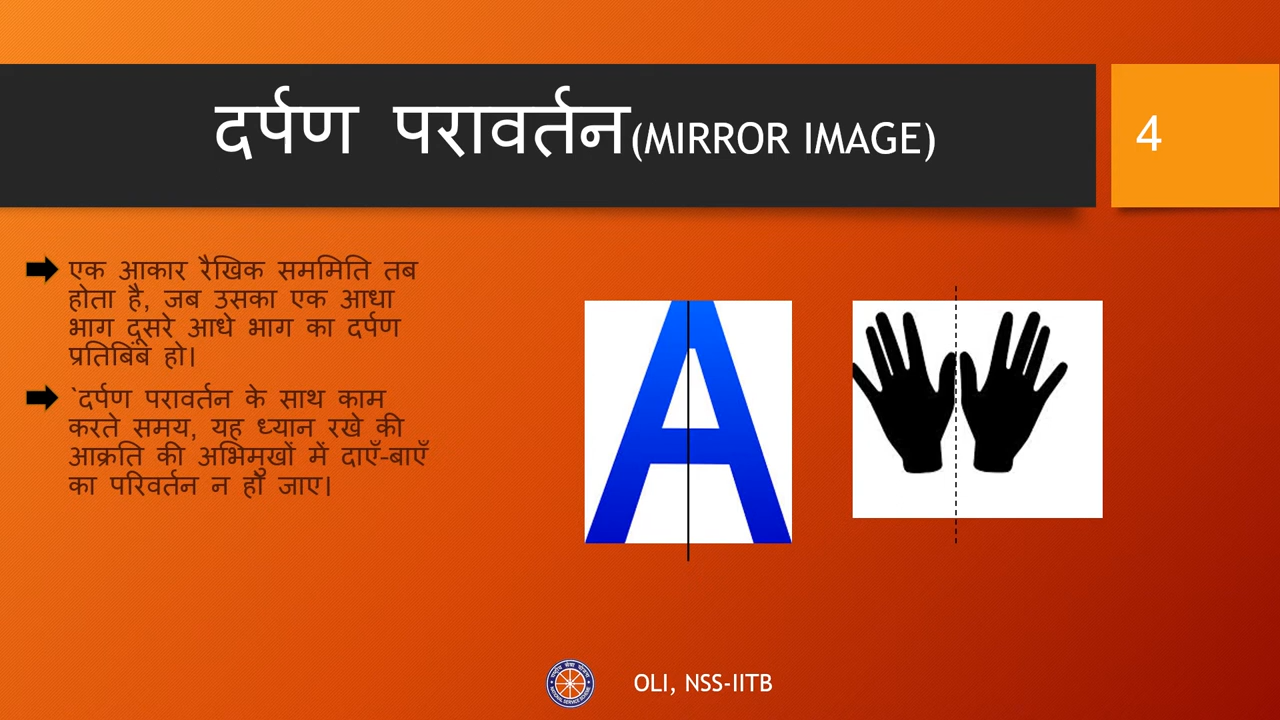 दर्पण परावर्तन(MIRROR IMAGE)
4
एक आकार रैखिक सममिति तब
होता है, जब उसका एक आधा
भाग दूसरे आधे भाग का दर्पण
प्रतिबिंब हो।
`दर्पण परावर्तन के साथ काम
करते समय, यह ध्यान रखे की
आक्रति की अभिमुखों में दाएँ-बाएँ
का परिवर्तन न हो जाए।
A
OLI, NSS-IITB